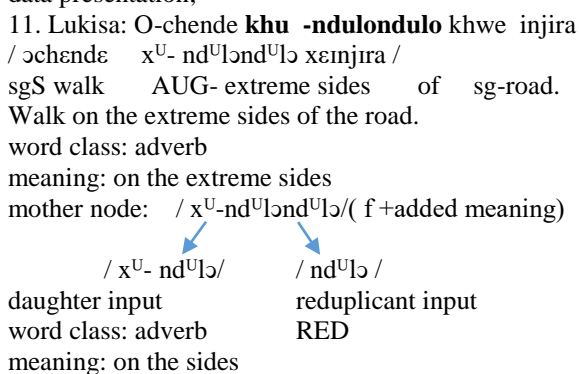 data presentation;
11. Lukisa: O-chende khu -ndulondulo khwe injira
/ ɔchɛndɛ xᵁ- ndᵁlɔndᵁlɔ xɛɪnjɪra /
sgS walk AUG- extreme sides of sg-road.
Walk on the extreme sides of the road.
word class: adverb
meaning: on the extreme sides
mother node: / xᵁ-ndᵁlɔndᵁlɔ/( f +added meaning)
/ xᵁ- ndᵁlɔ/ / ndᵁlɔ /
daughter input reduplicant input
word class: adverb RED
meaning: on the sides